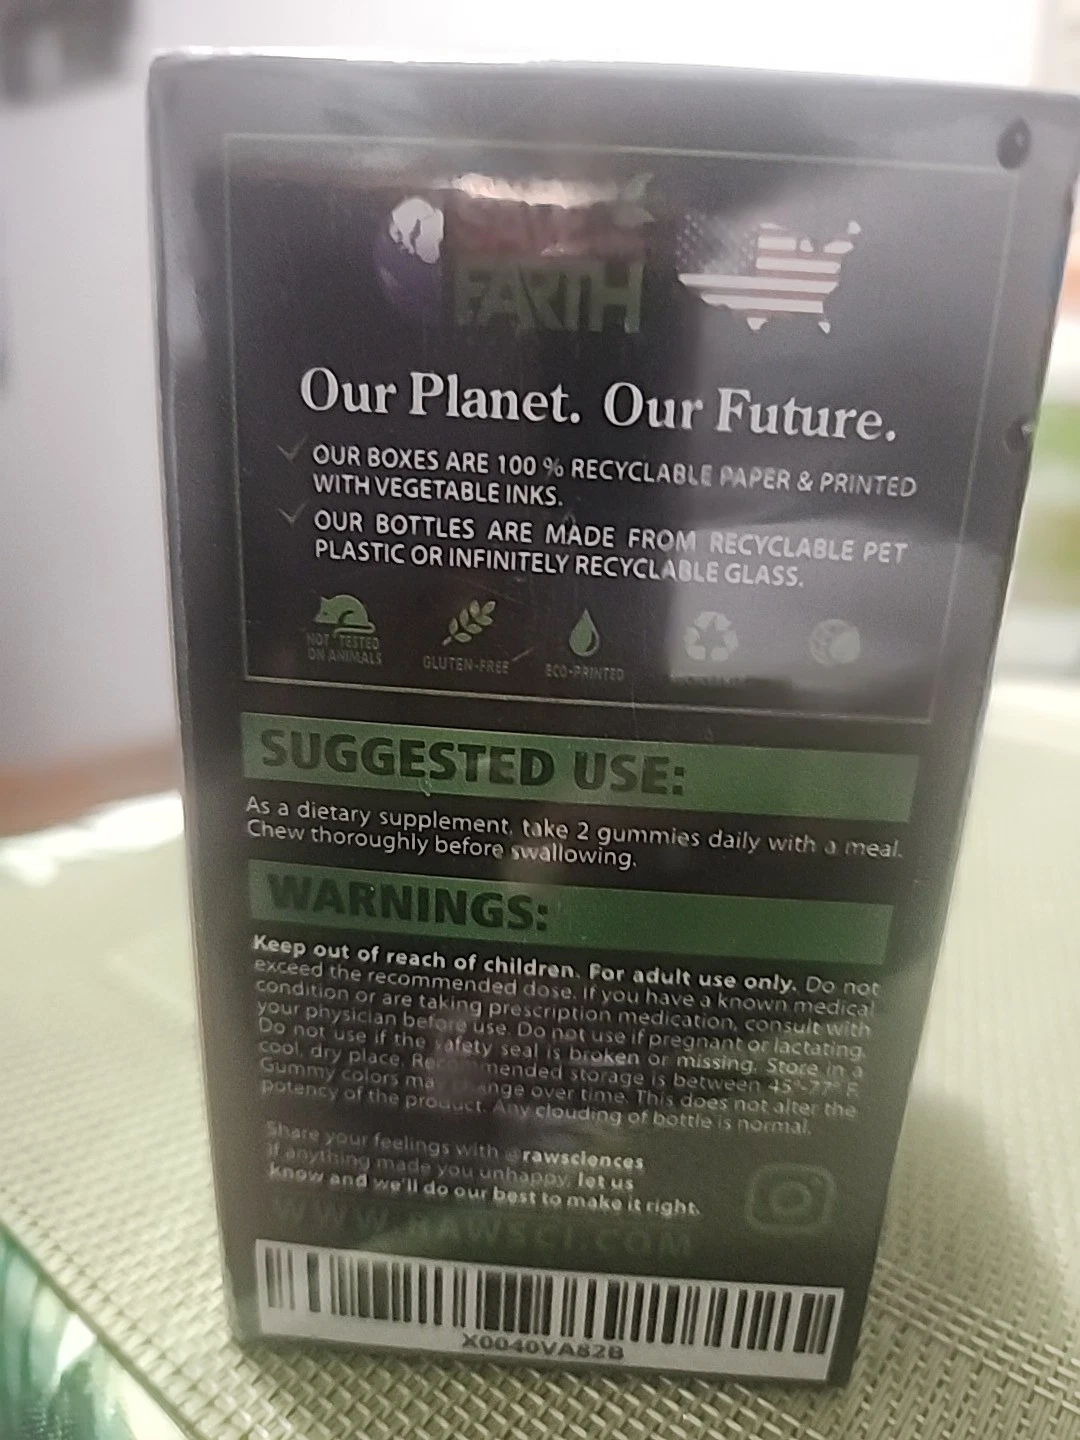 EARTH
Our Planet. Our Future.
OUR BOXES ARE 100 % RECYCLABLE PAPER & PRINTED
WITH VEGETABLE INKS.
OUR BOTTLES ARE MADE FROM RECYCLABLE PET
PLASTIC OR INFINITELY RECYCLABLE GLASS.
NOT TESTED
ON ANIMALS
GLUTEN-FREE
ECO-PRINTED
SUGGESTED USE:
As a dietary supplement, take 2 gummies daily with a meal.
Chew thoroughly before swallowing.
WARNINGS:
Keep out of reach of children. For adult use only. Do not
exceed the recommended dose. If you have a known medical
condition or are taking prescription medication, consult with
your physician before use. Do not use if pregnant or lactating.
Do not use if the safety seal is broken or missing. Store in a
cool, dry place. Recommended storage is between 45°-77° F.
Gummy colors may change over time. This does not alter the
potency of the product. Any clouding of bottle is normal.
Share your feelings with @rawsciences
If anything made you unhappy, let us
know and we'll do our best to make it right.
WWW.RAWSCI.COM
X0040VA82B